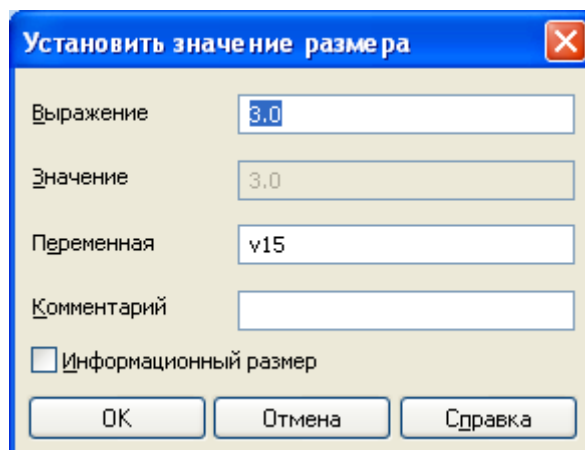 Установить значение размера
Выражение 3.0
Значение 3.0
Переменная v15
Комментарий
Информационный размер
OK Отмена Справка